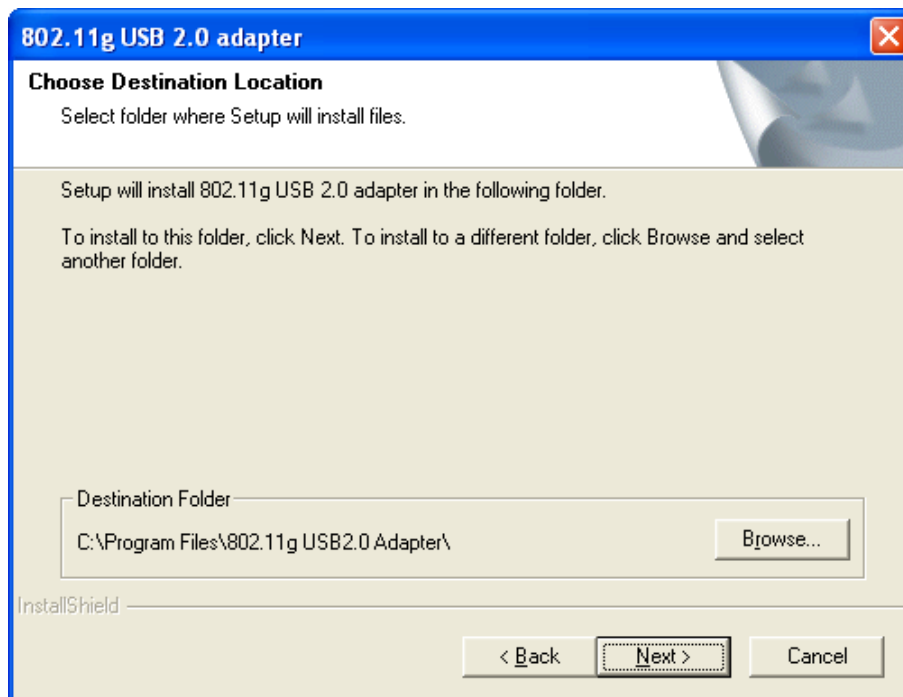 802.11g USB 2.0 adapter
Choose Destination Location
Select folder where Setup will install files.
Setup will install 802.11g USB 2.0 adapter in the following folder.
To install to this folder, click Next. To install to a different folder, click Browse and select
another folder.
Destination Folder
C:\Program Files\802.11g USB2.0 Adapter\
Browse...
InstallShield
< Back
Next >
Cancel